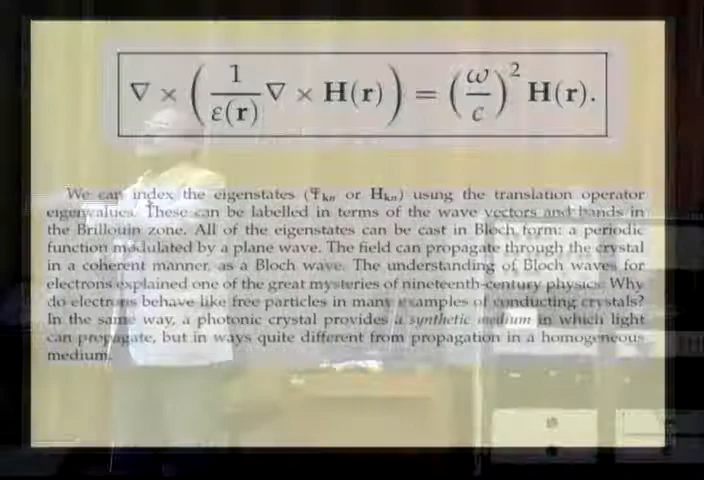 ∇ × ( 1/ε(r) ∇ × H(r) ) = ( ω/c )² H(r).
We can index the eigenstates (Ψkn or Hkn) using the translation operator
eigenvalues. These can be labelled in terms of the wave vectors and bands in
the Brillouin zone. All of the eigenstates can be cast in Bloch form: a periodic
function modulated by a plane wave. The field can propagate through the crystal
in a coherent manner, as a Bloch wave. The understanding of Bloch waves for
electrons explained one of the great mysteries of nineteenth-century physics: Why
do electrons behave like free particles in many examples of conducting crystals?
In the same way, a photonic crystal provides a synthetic medium in which light
can propagate, but in ways quite different from propagation in a homogeneous
medium.